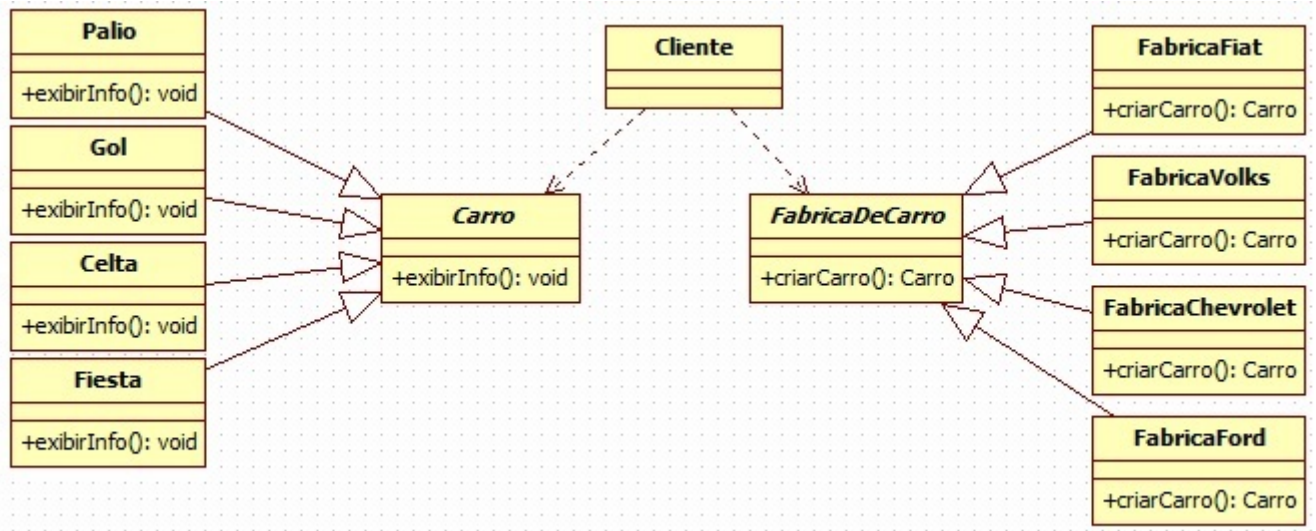 Palio
+exibirInfo(): void
Gol
+exibirInfo(): void
Celta
+exibirInfo(): void
Fiesta
+exibirInfo(): void
Cliente
Carro
+exibirInfo(): void
FabricaDeCarro
+criarCarro(): Carro
FabricaFiat
+criarCarro(): Carro
FabricaVolks
+criarCarro(): Carro
FabricaChevrolet
+criarCarro(): Carro
FabricaFord
+criarCarro(): Carro